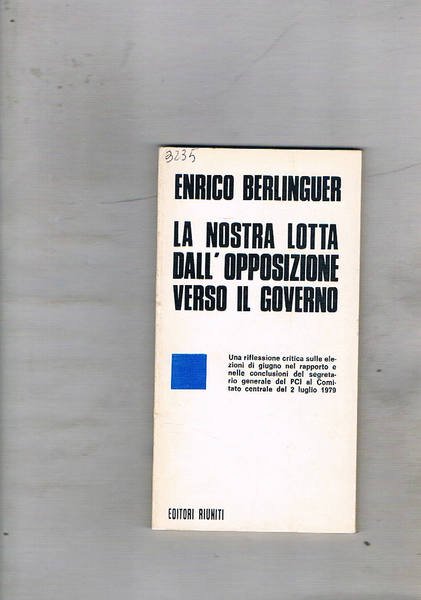 3235
ENRICO BERLINGUER
LA NOSTRA LOTTA
DALL'OPPOSIZIONE
VERSO IL GOVERNO
Una riflessione critica sulle ele-
zioni di giugno nel rapporto e
nelle conclusioni del segreta-
rio generale del PCI al Comi-
tato centrale del 2 luglio 1979
EDITORI RIUNITI